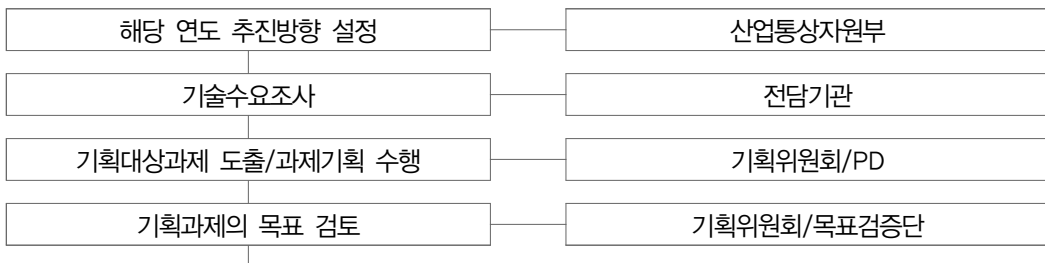 해당 연도 추진방향 설정
산업통상자원부
기술수요조사
전담기관
기획대상과제 도출/과제기획 수행
기획위원회/PD
기획과제의 목표 검토
기획위원회/목표검증단